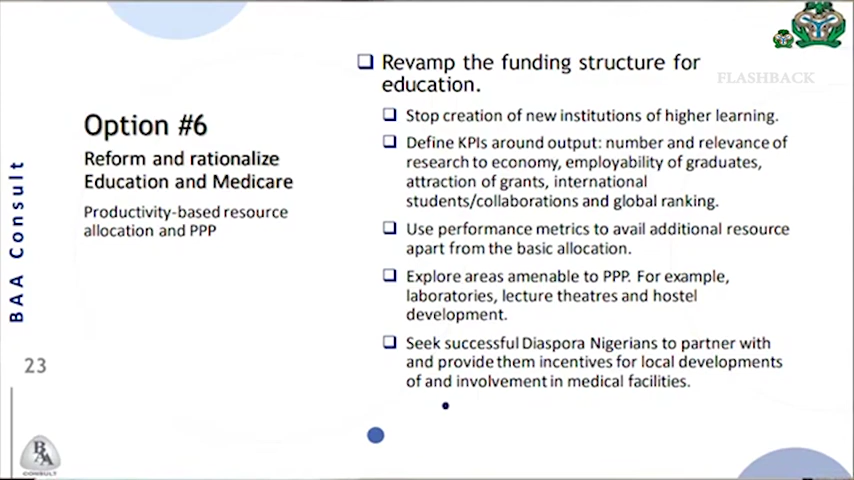 Option #6
Reform and rationalize
Education and Medicare
Productivity-based resource
allocation and PPP
❑ Revamp the funding structure for
education.
❑ Stop creation of new institutions of higher learning.
❑ Define KPIs around output: number and relevance of
research to economy, employability of graduates,
attraction of grants, international
students/collaborations and global ranking.
❑ Use performance metrics to avail additional resource
apart from the basic allocation.
❑ Explore areas amenable to PPP. For example,
laboratories, lecture theatres and hostel
development.
❑ Seek successful Diaspora Nigerians to partner with
and provide them incentives for local developments
of and involvement in medical facilities.
FLASHBACK
BAA Consult
23
BAA
CONSULT